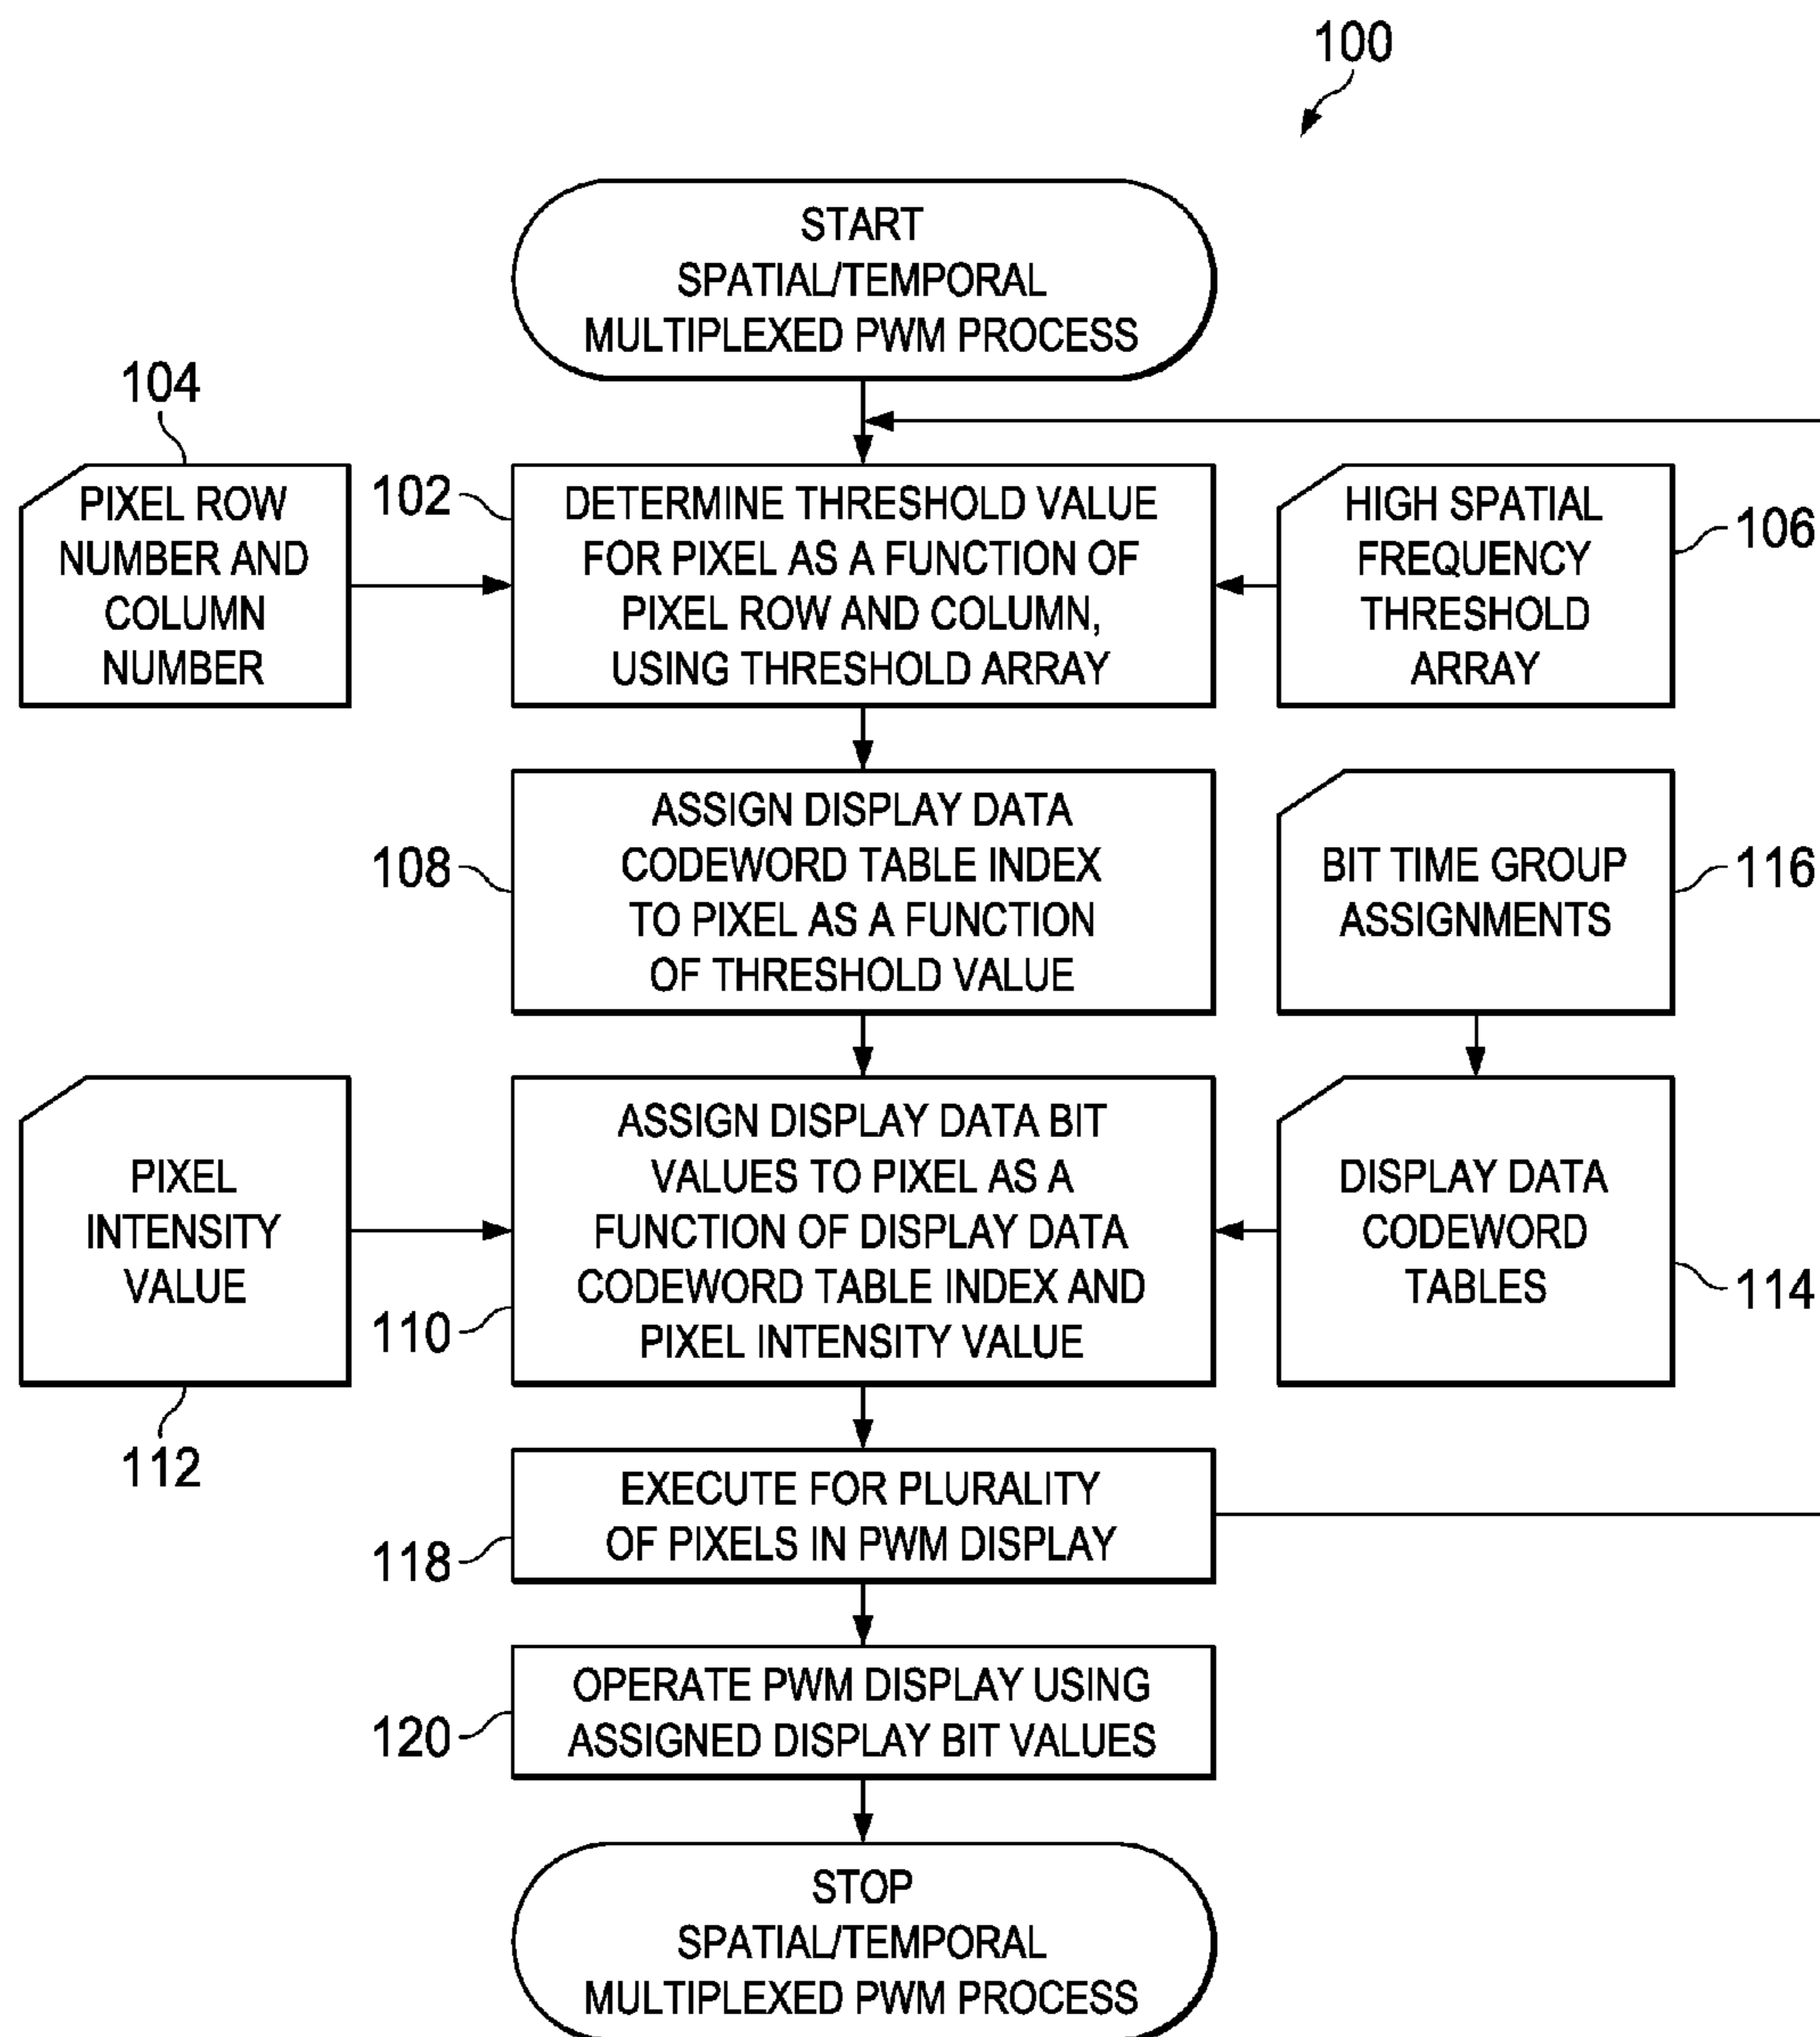 100
START
SPATIAL/TEMPORAL
MULTIPLEXED PWM PROCESS
104
PIXEL ROW
NUMBER AND
COLUMN
NUMBER
102
DETERMINE THRESHOLD VALUE
FOR PIXEL AS A FUNCTION OF
PIXEL ROW AND COLUMN,
USING THRESHOLD ARRAY
HIGH SPATIAL
FREQUENCY
THRESHOLD
ARRAY
106
108
ASSIGN DISPLAY DATA
CODEWORD TABLE INDEX
TO PIXEL AS A FUNCTION
OF THRESHOLD VALUE
BIT TIME GROUP
ASSIGNMENTS
116
PIXEL
INTENSITY
VALUE
112
110
ASSIGN DISPLAY DATA BIT
VALUES TO PIXEL AS A
FUNCTION OF DISPLAY DATA
CODEWORD TABLE INDEX AND
PIXEL INTENSITY VALUE
DISPLAY DATA
CODEWORD
TABLES
114
118
EXECUTE FOR PLURALITY
OF PIXELS IN PWM DISPLAY
120
OPERATE PWM DISPLAY USING
ASSIGNED DISPLAY BIT VALUES
STOP
SPATIAL/TEMPORAL
MULTIPLEXED PWM PROCESS